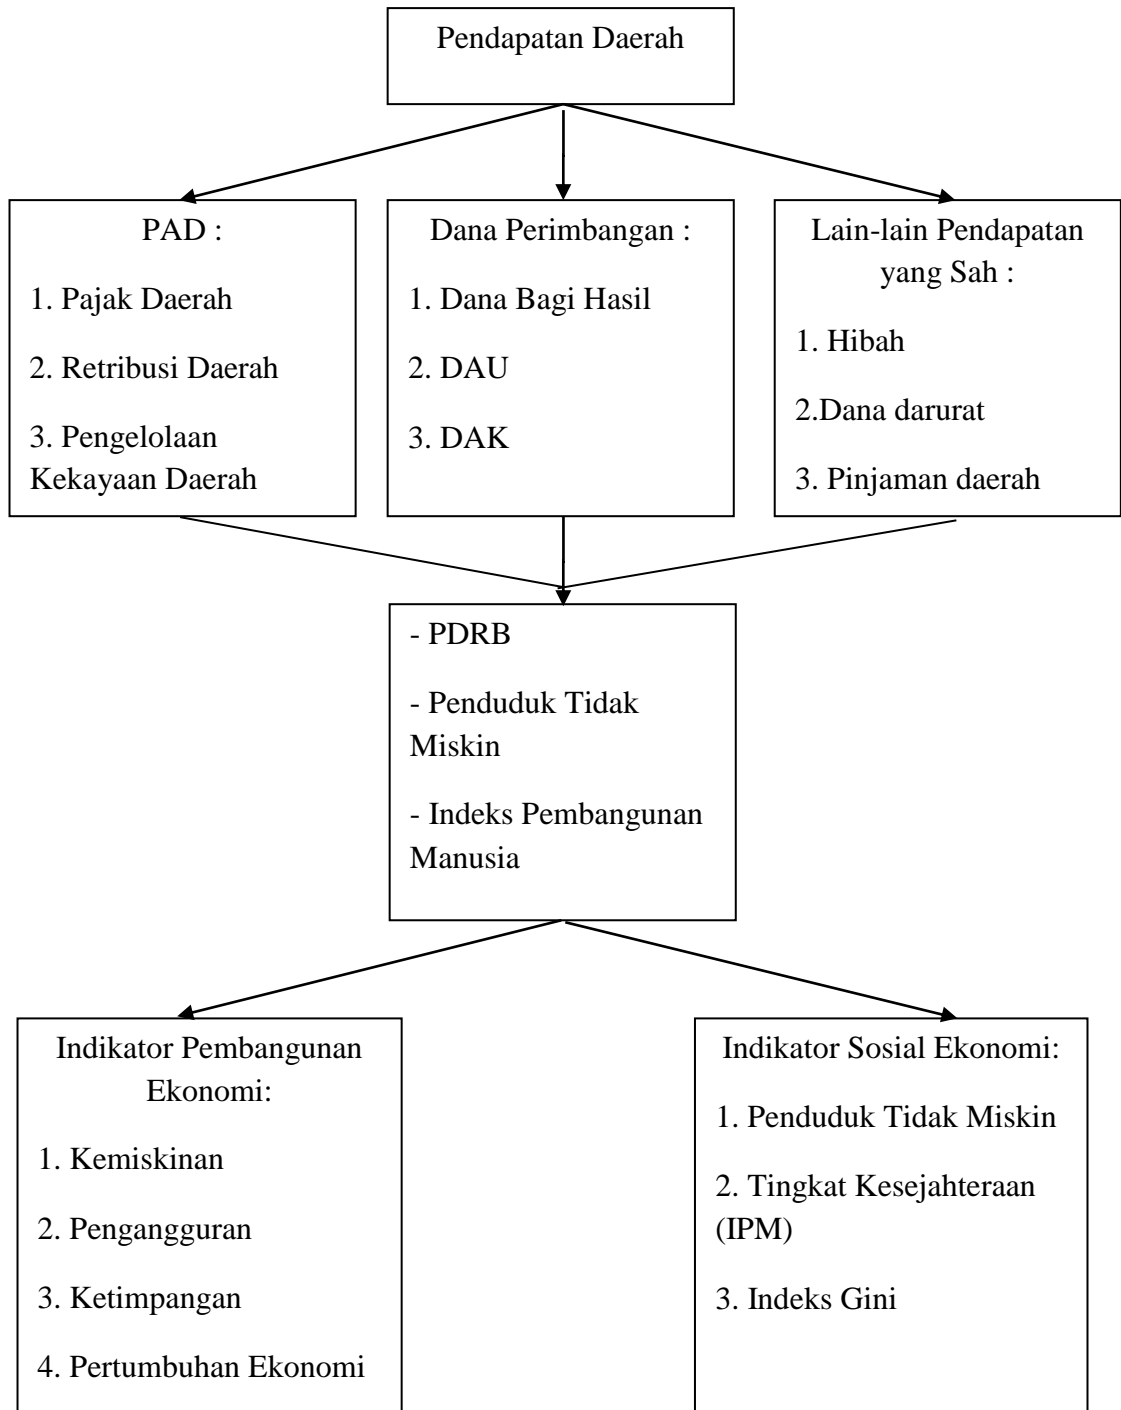 Pendapatan Daerah
PAD :
1. Pajak Daerah
2. Retribusi Daerah
3. Pengelolaan
Kekayaan Daerah
Dana Perimbangan :
1. Dana Bagi Hasil
2. DAU
3. DAK
Lain-lain Pendapatan
yang Sah :
1. Hibah
2.Dana darurat
3. Pinjaman daerah
- PDRB
- Penduduk Tidak
Miskin
- Indeks Pembangunan
Manusia
Indikator Pembangunan
Ekonomi:
1. Kemiskinan
2. Pengangguran
3. Ketimpangan
4. Pertumbuhan Ekonomi
Indikator Sosial Ekonomi:
1. Penduduk Tidak Miskin
2. Tingkat Kesejahteraan
(IPM)
3. Indeks Gini